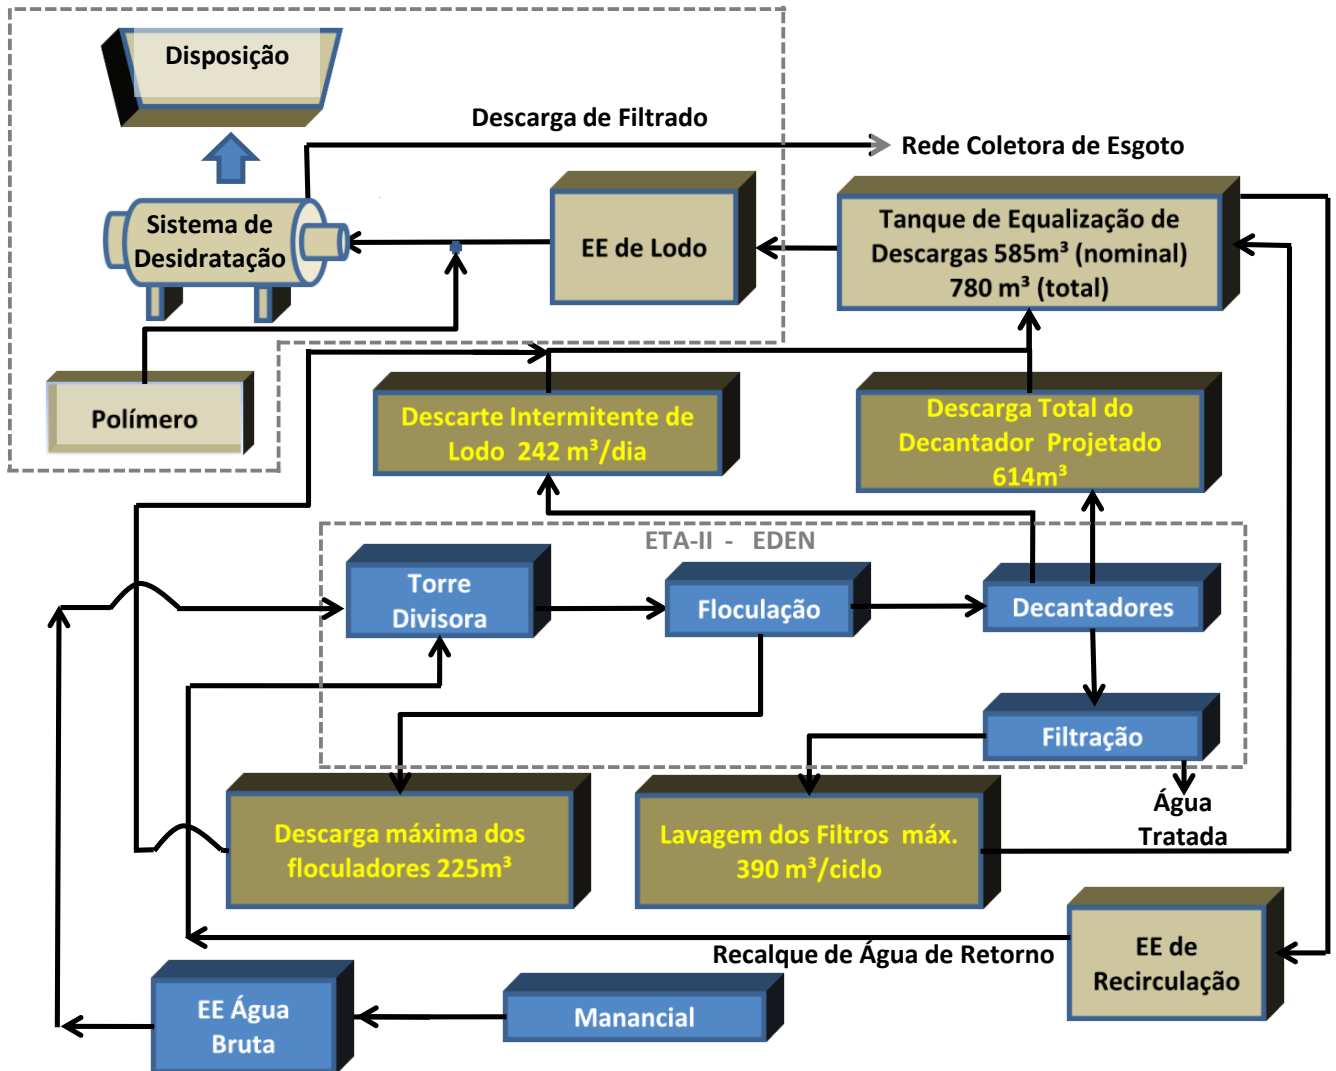 Disposição
Descarga de Filtrado
Rede Coletora de Esgoto
Sistema de
Desidratação
EE de Lodo
Tanque de Equalização de
Descargas 585m³ (nominal)
780 m³ (total)
Polímero
Descarte Intermitente de
Lodo 242 m³/dia
Descarga Total do
Decantador Projetado
614m³
ETA-II - EDEN
Torre
Divisora
Floculação
Decantadores
Filtração
Água
Tratada
Descarga máxima dos
floculadores 225m³
Lavagem dos Filtros máx.
390 m³/ciclo
Recalque de Água de Retorno
EE de
Recirculação
EE Água
Bruta
Manancial